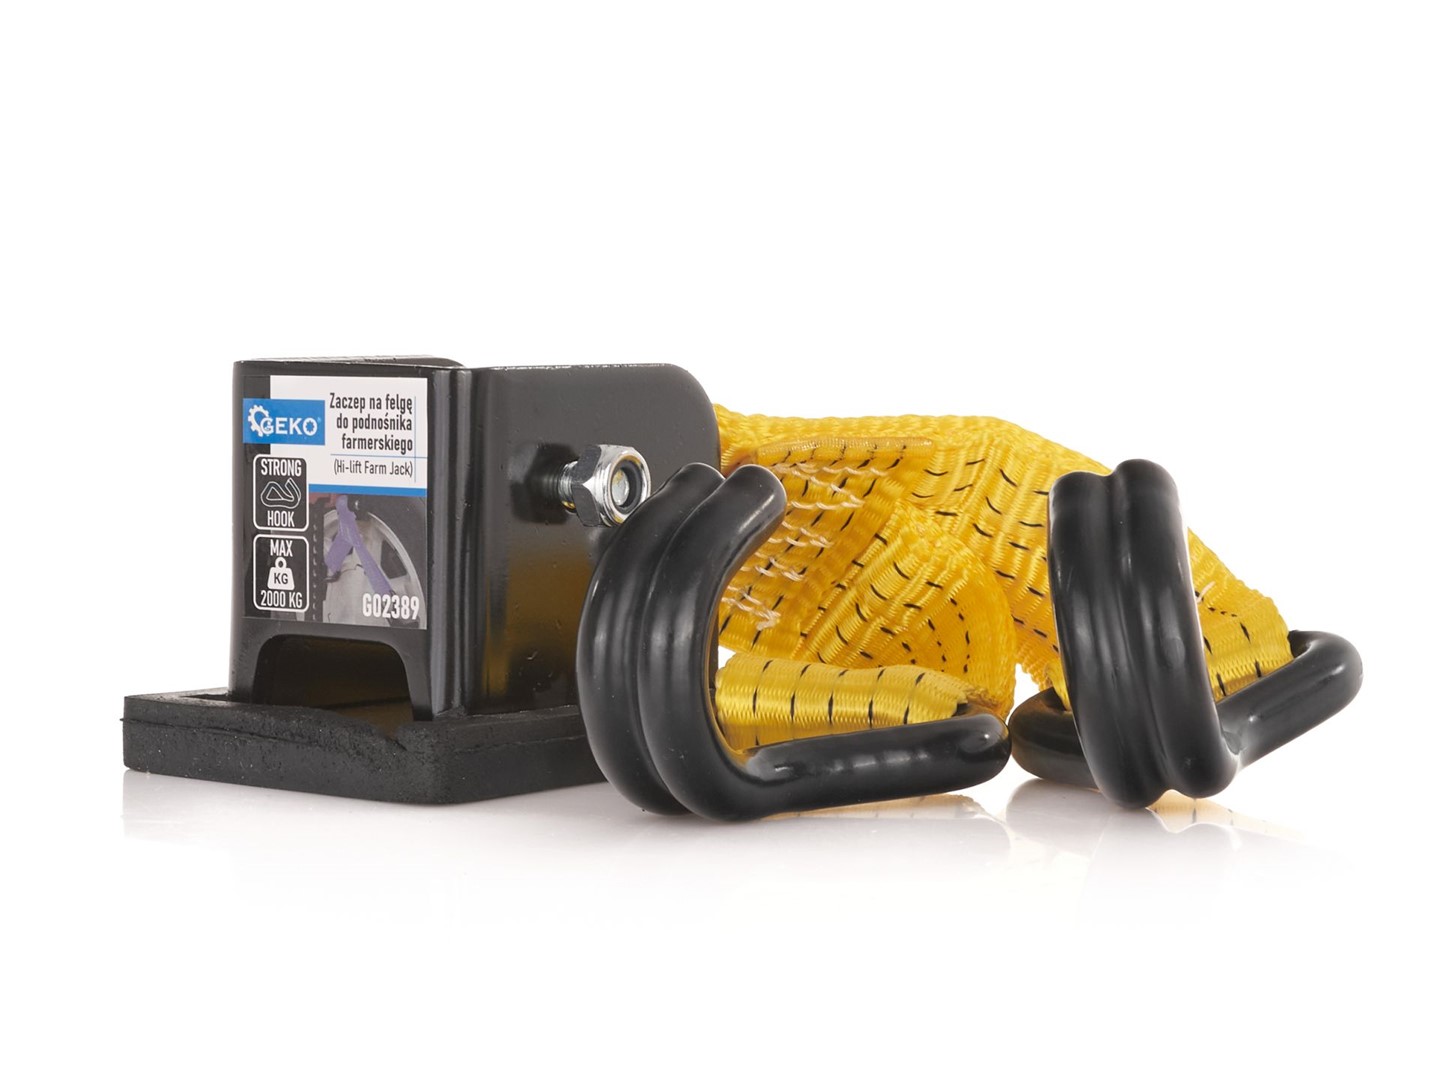 GEKO
Zaczep na felgę
do podnośnika
farmerskiego
(Hi-lift Farm Jack)
STRONG
HOOK
MAX
KG
2000 KG
G02389